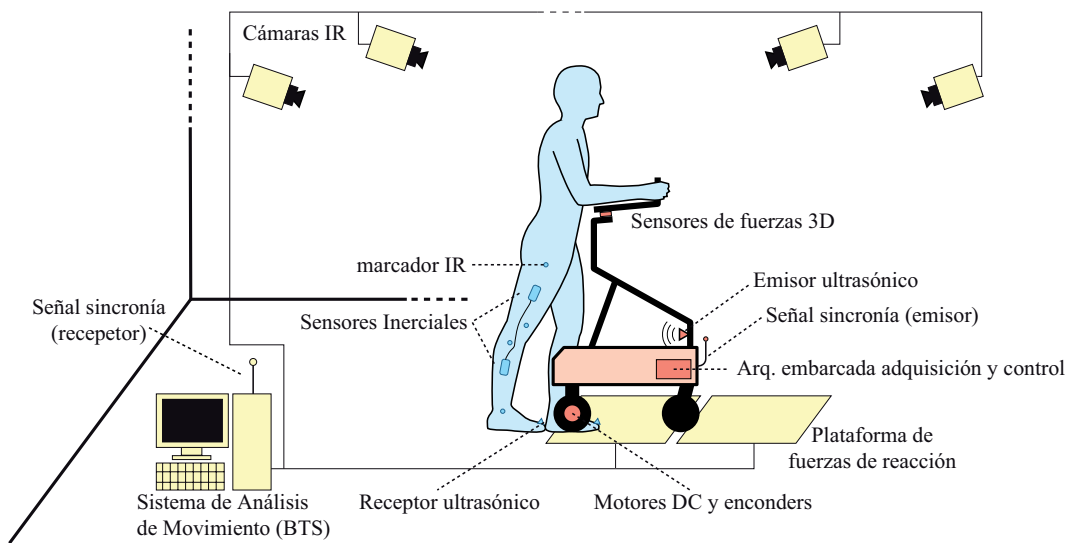 Cámaras IR
Sensores de fuerzas 3D
marcador IR
Emisor ultrasónico
Señal sincronía
(recepetor)
Sensores Inerciales
Señal sincronía (emisor)
Arq. embarcada adquisición y control
Plataforma de
fuerzas de reacción
Sistema de Análisis
de Movimiento (BTS)
Receptor ultrasónico
Motores DC y enconders